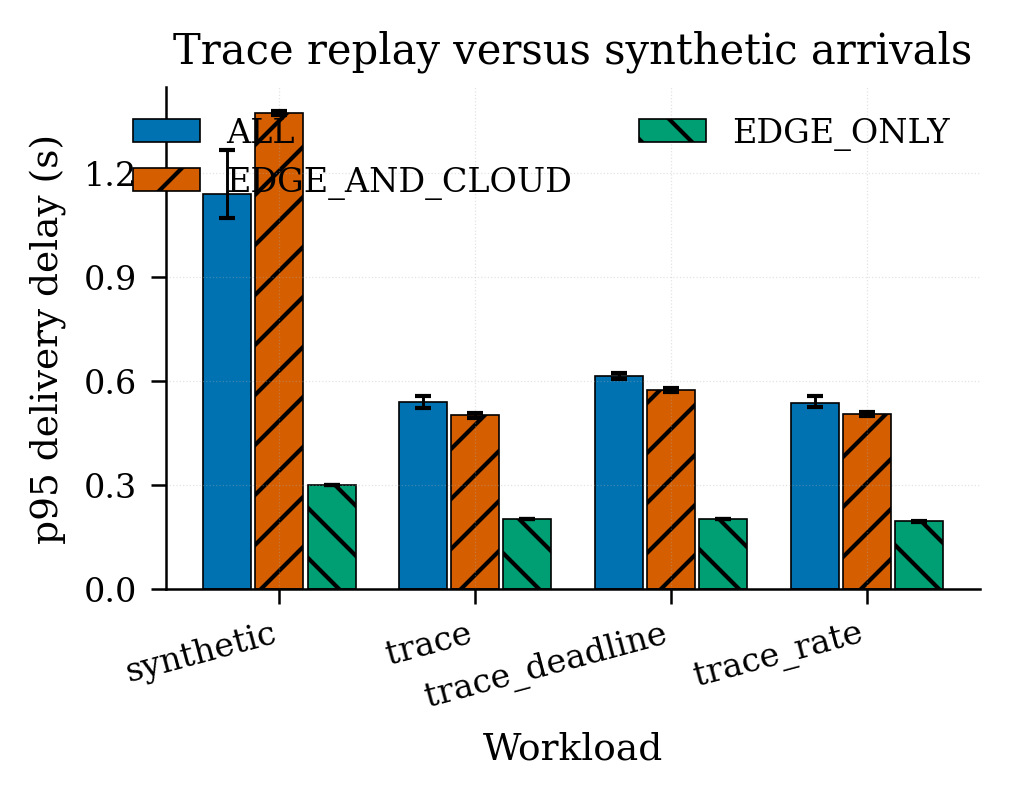 Trace replay versus synthetic arrivals
ALL
EDGE_AND_CLOUD
EDGE_ONLY
p95 delivery delay (s)
1.2
0.9
0.6
0.3
0.0
synthetic
trace
trace_deadline
trace_rate
Workload